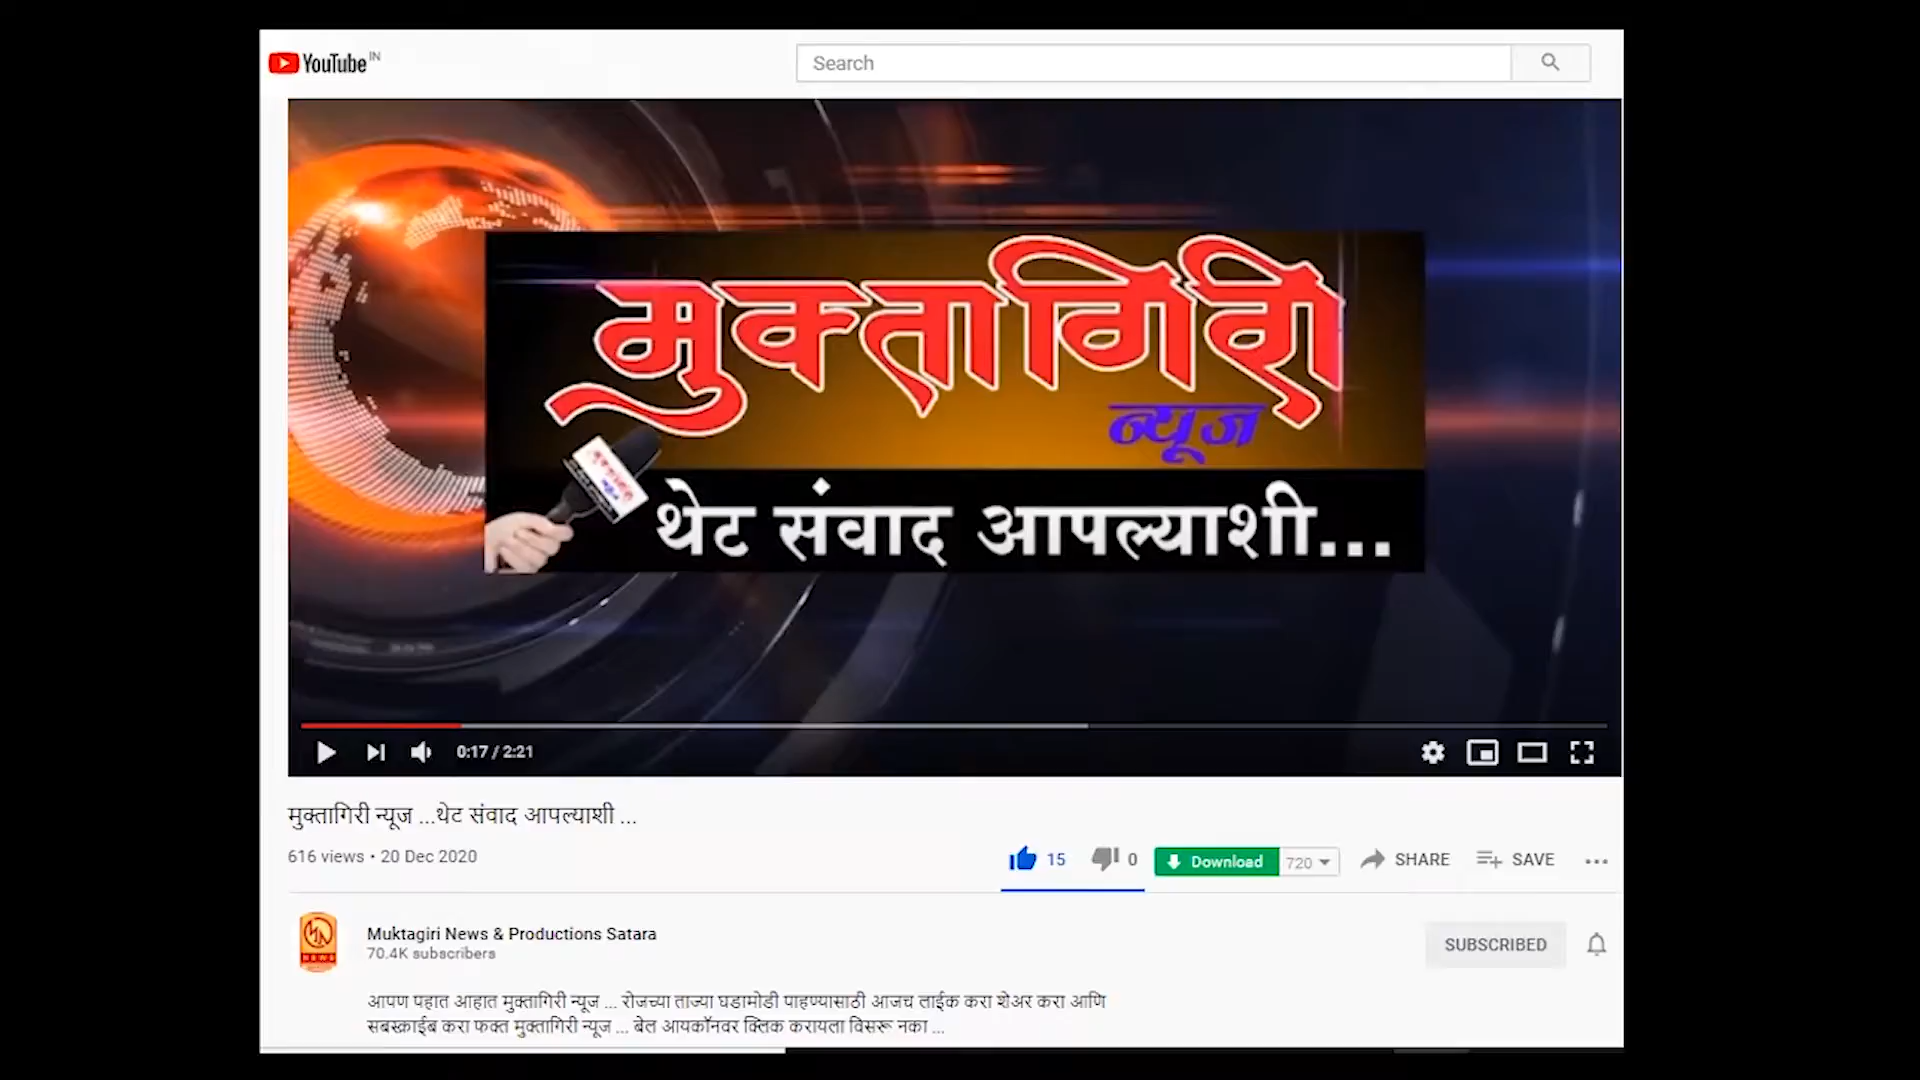 YouTube IN
Search
मुक्तागिरी
न्यूज
थेट संवाद आपल्याशी...
0:17 / 2:21
मुक्तागिरी न्यूज ...थेट संवाद आपल्याशी ...
616 views • 20 Dec 2020
15
0
Download
720
SHARE
SAVE
Muktagiri News & Productions Satara
70.4K subscribers
SUBSCRIBED
NEWS
आपण पहात आहात मुक्तागिरी न्यूज ... रोजच्या ताज्या घडामोडी पाहण्यासाठी आजच लाईक करा शेअर करा आणि
सबस्क्राईब करा फक्त मुक्तागिरी न्यूज ... बेल आयकॉनवर क्लिक करायला विसरू नका ...